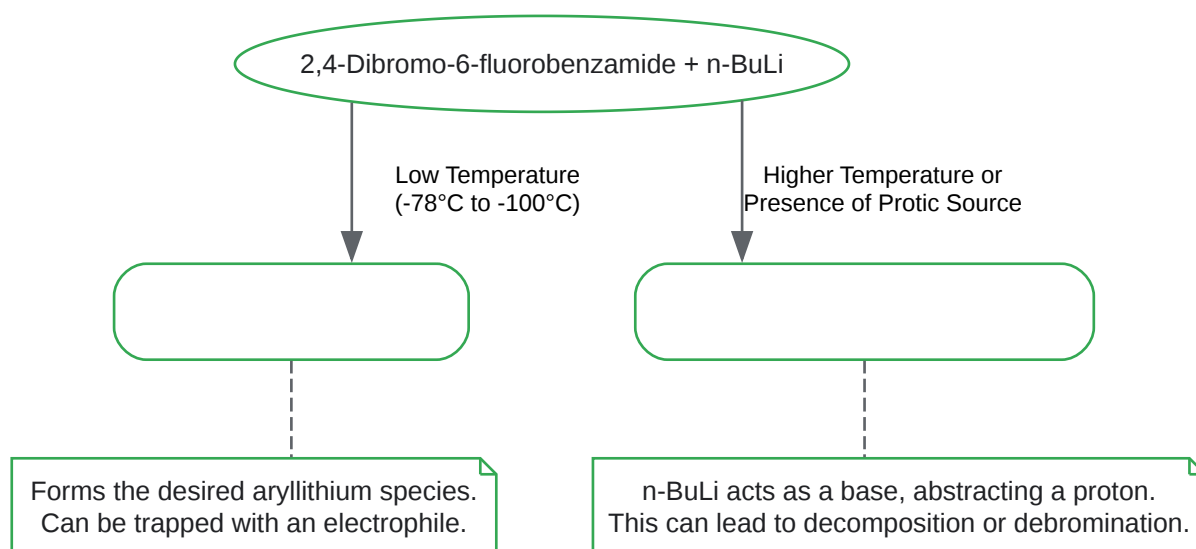 2,4-Dibromo-6-fluorobenzamide + n-BuLi
Low Temperature
(-78°C to -100°C)
Higher Temperature or
Presence of Protic Source
Forms the desired aryllithium species.
Can be trapped with an electrophile.
n-BuLi acts as a base, abstracting a proton.
This can lead to decomposition or debromination.